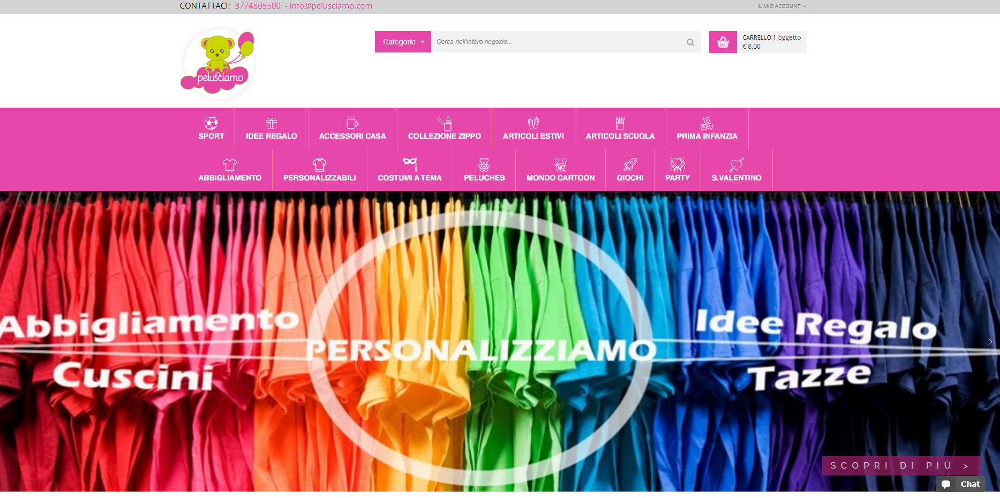 CONTATTACI: 3774805500 - info@pelusciamo.com
IL MIO ACCOUNT
pelusciamo
Categorie
Cerca nell'intero negozio...
CARRELLO:1 oggetto
€ 8,00
SPORT
IDEE REGALO
ACCESSORI CASA
COLLEZIONE ZIPPO
ARTICOLI ESTIVI
ARTICOLI SCUOLA
PRIMA INFANZIA
ABBIGLIAMENTO
PERSONALIZZABILI
COSTUMI A TEMA
PELUCHES
MONDO CARTOON
GIOCHI
PARTY
S.VALENTINO
Abbigliamento
Cuscini
PERSONALIZZIAMO
Idee Regalo
Tazze
SCOPRI DI PIÙ >
Chat